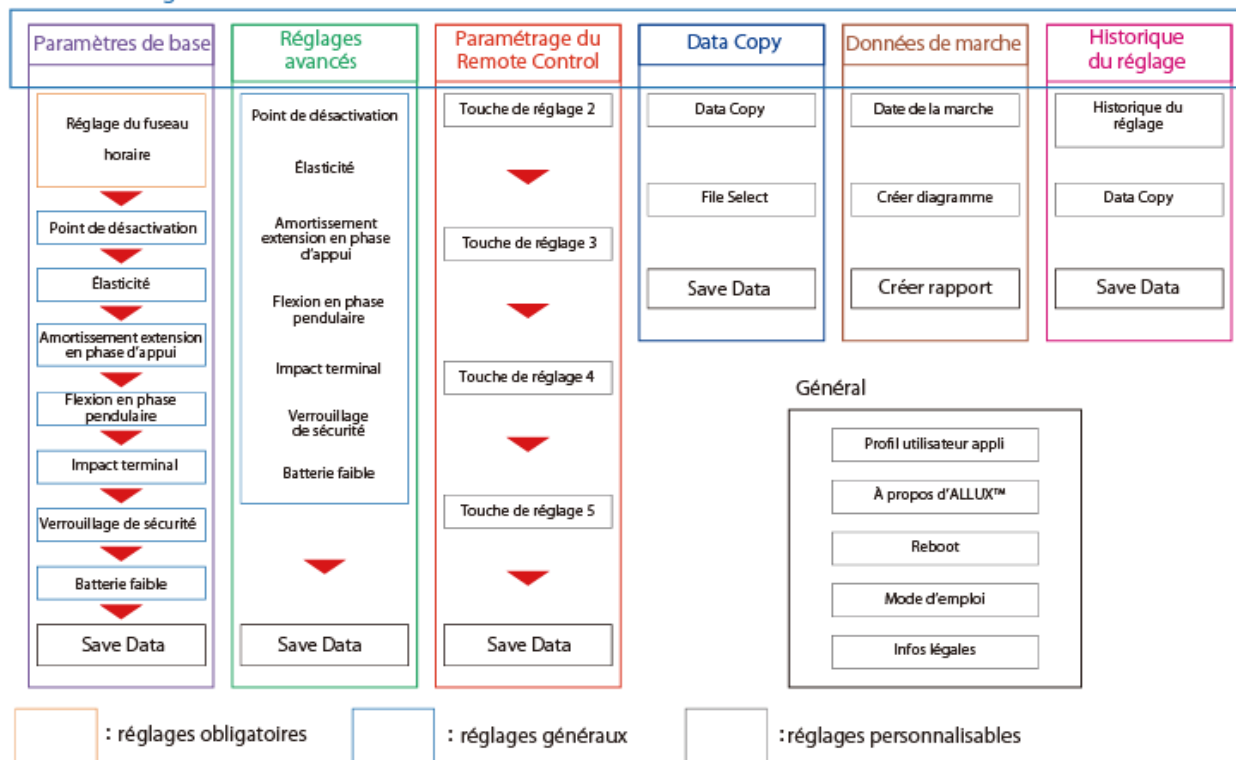 Paramètres de base
Réglages
avancés
Paramétrage du
Remote Control
Data Copy
Données de marche
Historique
du réglage
Réglage du fuseau
horaire
Point de désactivation
Élasticité
Amortissement extension
en phase d'appui
Flexion en phase
pendulaire
Impact terminal
Verrouillage de sécurité
Batterie faible
Save Data
Point de désactivation
Élasticité
Amortissement
extension en phase
d'appui
Flexion en phase
pendulaire
Impact terminal
Verrouillage
de sécurité
Batterie faible
Save Data
Touche de réglage 2
Touche de réglage 3
Touche de réglage 4
Touche de réglage 5
Save Data
Data Copy
File Select
Save Data
Date de la marche
Créer diagramme
Créer rapport
Historique du
réglage
Data Copy
Save Data
Général
Profil utilisateur appli
À propos d'ALLUX™
Reboot
Mode d'emploi
Infos légales
: réglages obligatoires
: réglages généraux
: réglages personnalisables